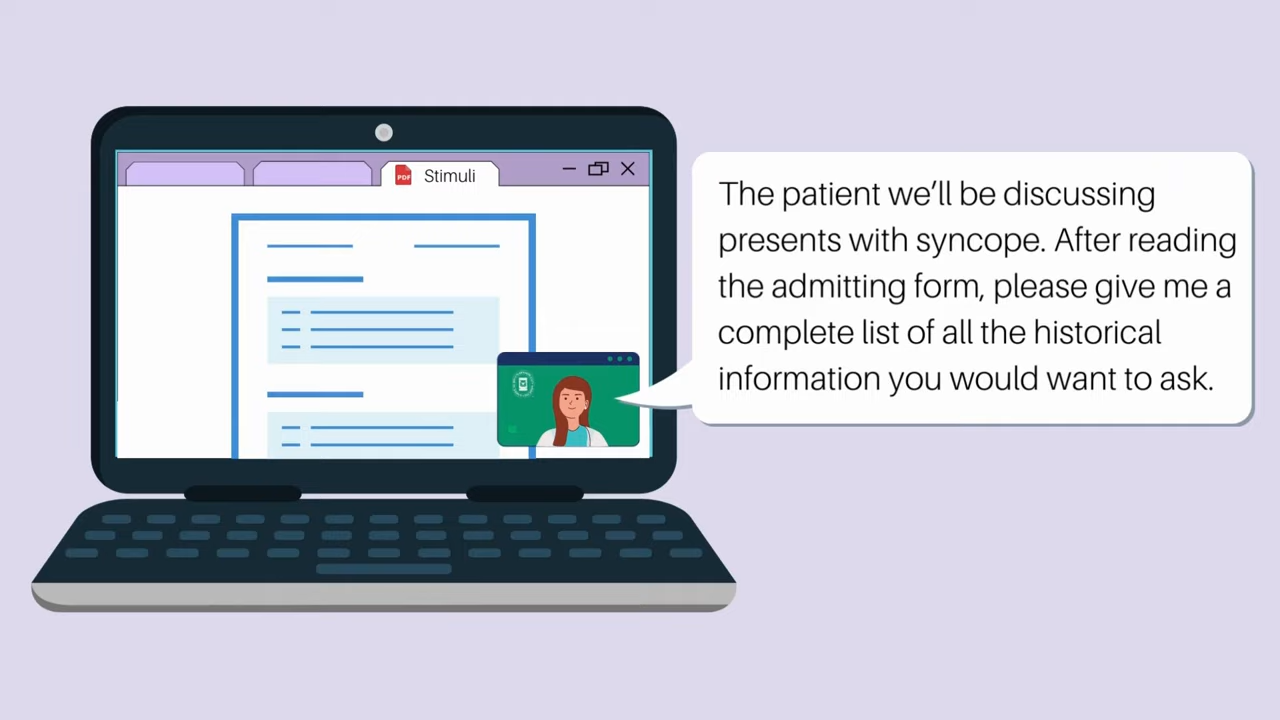 PDF
Stimuli
The patient we’ll be discussing
presents with syncope. After reading
the admitting form, please give me a
complete list of all the historical
information you would want to ask.